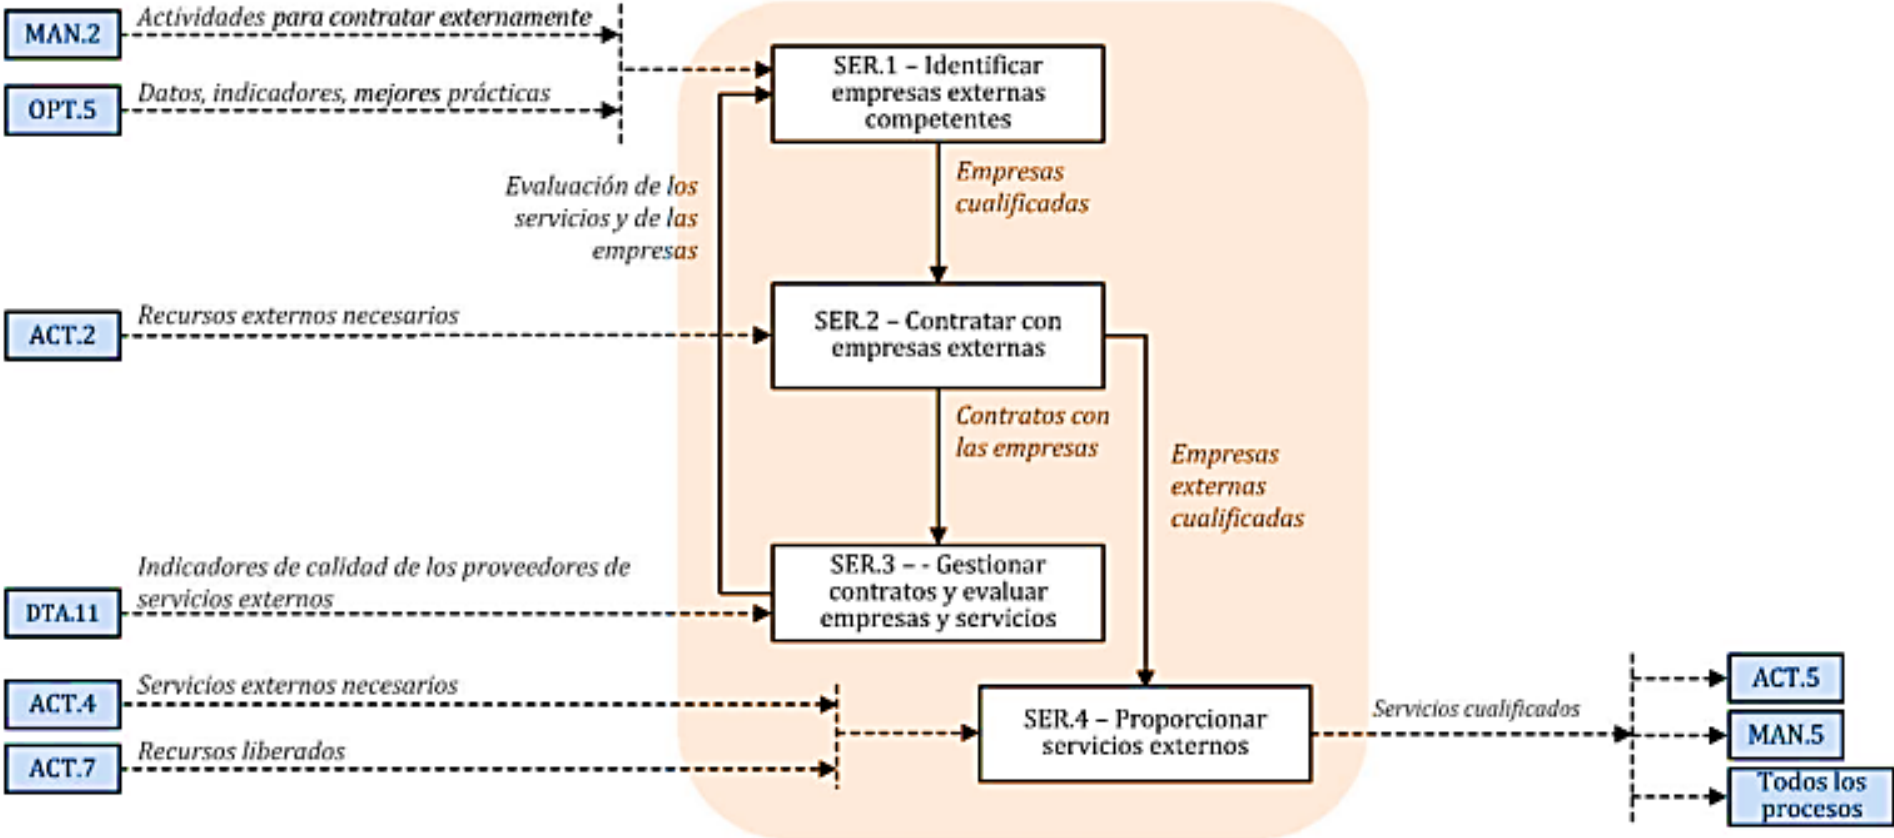 MAN.2
Actividades para contratar externamente
OPT.5
Datos, indicadores, mejores prácticas
SER.1 – Identificar
empresas externas
competentes
Evaluación de los
servicios y de las
empresas
Empresas
cualificadas
ACT.2
Recursos externos necesarios
SER.2 – Contratar con
empresas externas
Contratos con
las empresas
Empresas
externas
cualificadas
DTA.11
Indicadores de calidad de los proveedores de
servicios externos
SER.3 – - Gestionar
contratos y evaluar
empresas y servicios
ACT.4
Servicios externos necesarios
ACT.7
Recursos liberados
SER.4 – Proporcionar
servicios externos
Servicios cualificados
ACT.5
MAN.5
Todos los
procesos